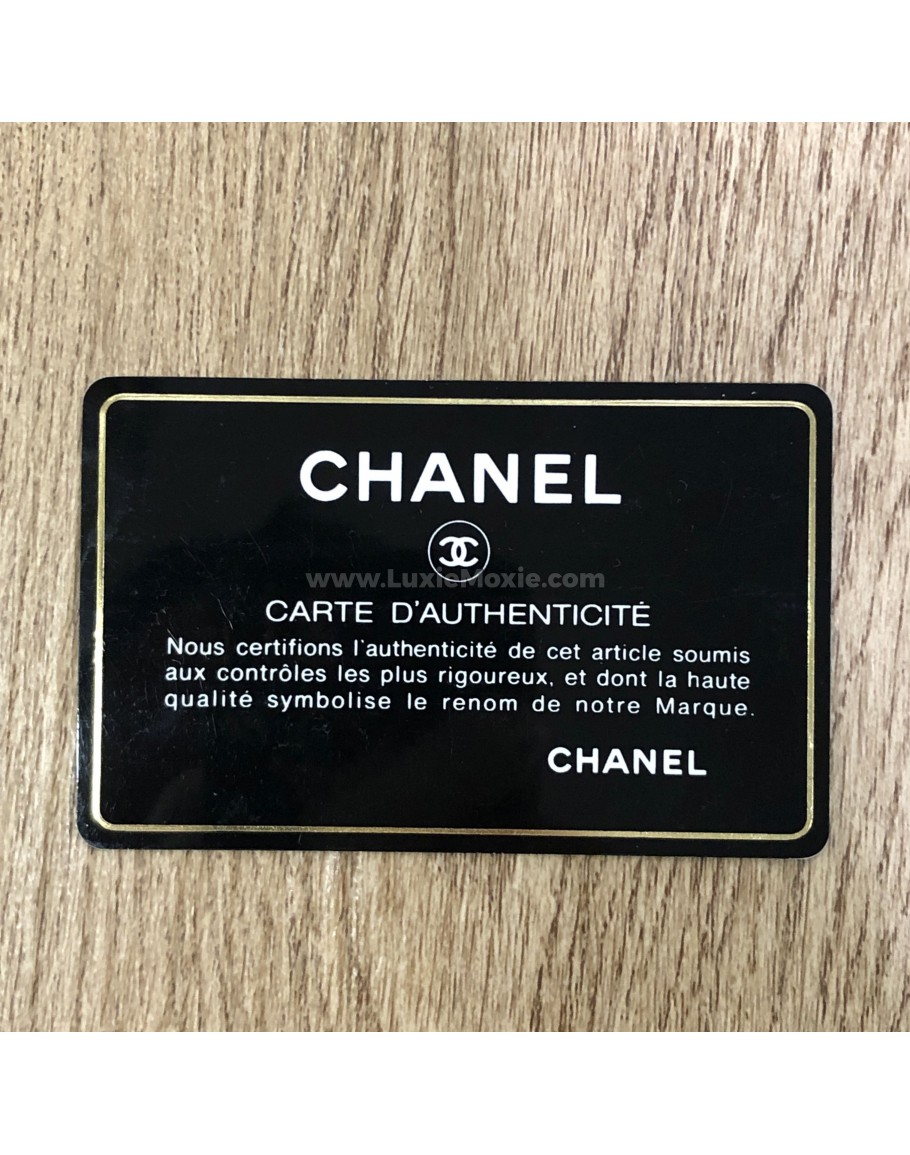 CHANEL
www.LuxieMoxie.com
CARTE D'AUTHENTICITÉ
Nous certifions l'authenticité de cet article soumis
aux contrôles les plus rigoureux, et dont la haute
qualité symbolise le renom de notre Marque.
CHANEL